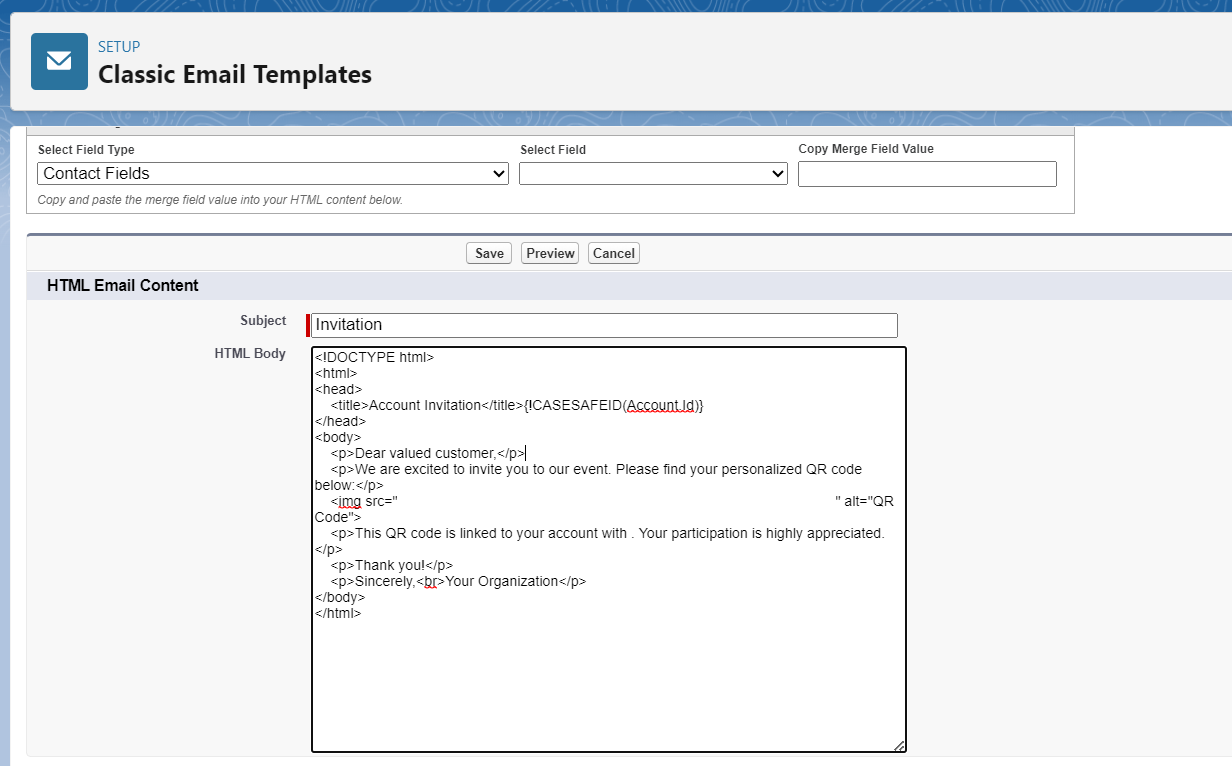 SETUP
Classic Email Templates
Select Field Type
Select Field
Copy Merge Field Value
Contact Fields
Copy and paste the merge field value into your HTML content below.
Save
Preview
Cancel
HTML Email Content
Subject
Invitation
HTML Body
<!DOCTYPE html>
<html>
<head>
<title>Account Invitation</title>{!CASESAFEID(Account.Id)}
</head>
<body>
<p>Dear valued customer,</p>
<p>We are excited to invite you to our event. Please find your personalized QR code
below:</p>
<img src=" " alt="QR
Code">
<p>This QR code is linked to your account with . Your participation is highly appreciated.
</p>
<p>Thank you!</p>
<p>Sincerely,<br>Your Organization</p>
</body>
</html>